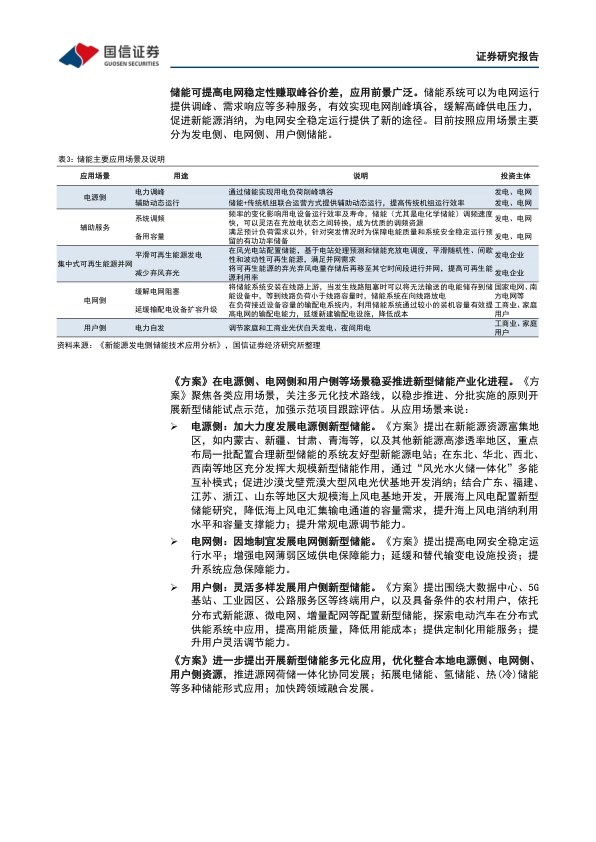 国信证券
GUOSEN SECURITIES
证券研究报告
储能可提高电网稳定性赚取峰谷价差，应用前景广泛。储能系统可以为电网运行
提供调峰、需求响应等多种服务，有效实现电网削峰填谷，缓解高峰供电压力，
促进新能源消纳，为电网安全稳定运行提供了新的途径。目前按照应用场景主要
分为发电侧、电网侧、用户侧储能。
表3：储能主要应用场景及说明
应用场景 用途 说明 投资主体
电源侧 电力调峰 通过储能实现用电负荷削峰填谷 发电、电网
辅助动态运行 储能+传统机组联合运营方式提供辅助动态运行，提高传统机组运行效率 发电、电网
辅助服务 系统调频 频率的变化影响用电设备运行效率及寿命，储能（尤其是电化学储能）调频速度 发电、电网
快，可以灵活在充放电状态之间转换，成为优质的调频资源
备用容量 满足预计负荷需求以外，针对突发情况时为保障电能质量和系统安全稳定运行预 发电、电网
留的有功功率储备
集中式可再生能源并网 平滑可再生能源发电 在风光电站配置储能，基于电站处理预测和储能充放电调度，平滑随机性、间歇 发电企业
性和波动性可再生能源，满足并网需求
减少弃风弃光 将可再生能源的弃光弃风电量存储后再移至其它时间段进行并网，提高可再生能 发电企业
源利用率
电网侧 缓解电网阻塞 将储能系统安装在线路上游，当发生线路阻塞时可以将无法输送的电能储存到储 国家电网、南
能设备中，等到线路负荷小于线路容量时，储能系统在向线路放电 方电网等
延缓输配电设备扩容升级 在负荷接近设备容量的输配电系统内，利用储能系统通过较小的装机容量有效提 工商业、家庭
高电网的输配电能力，延缓新建输配电设施，降低成本 用户
用户侧 电力自发 调节家庭和工商业光伏白天发电、夜间用电 工商业、家庭
用户
资料来源：《新能源发电侧储能技术应用分析》，国信证券经济研究所整理
《方案》在电源侧、电网侧和用户侧等场景稳妥推进新型储能产业化进程。《方
案》聚焦各类应用场景，关注多元化技术路线，以稳步推进、分批实施的原则开
展新型储能试点示范，加强示范项目跟踪评估。从应用场景来说：
➢ 电源侧：加大力度发展电源侧新型储能。《方案》提出在新能源资源富集地
区，如内蒙古、新疆、甘肃、青海等，以及其他新能源高渗透率地区，重点
布局一批配置合理新型储能的系统友好型新能源电站；在东北、华北、西北、
西南等地区充分发挥大规模新型储能作用，通过“风光水火储一体化”多能
互补模式；促进沙漠戈壁荒漠大型风电光伏基地开发消纳；结合广东、福建、
江苏、浙江、山东等地区大规模海上风电基地开发，开展海上风电配置新型
储能研究，降低海上风电汇集输电通道的容量需求，提升海上风电消纳利用
水平和容量支撑能力；提升常规电源调节能力。
➢ 电网侧：因地制宜发展电网侧新型储能。《方案》提出提高电网安全稳定运
行水平；增强电网薄弱区域供电保障能力；延缓和替代输变电设施投资；提
升系统应急保障能力。
➢ 用户侧：灵活多样发展用户侧新型储能。《方案》提出围绕大数据中心、5G
基站、工业园区、公路服务区等终端用户，以及具备条件的农村用户，依托
分布式新能源、微电网、增量配网等配置新型储能，探索电动汽车在分布式
供能系统中应用，提高用能质量，降低用能成本；提供定制化用能服务；提
升用户灵活调节能力。
《方案》进一步提出开展新型储能多元化应用，优化整合本地电源侧、电网侧、
用户侧资源，推进源网荷储一体化协同发展；拓展电储能、氢储能、热(冷)储能
等多种储能形式应用；加快跨领域融合发展。